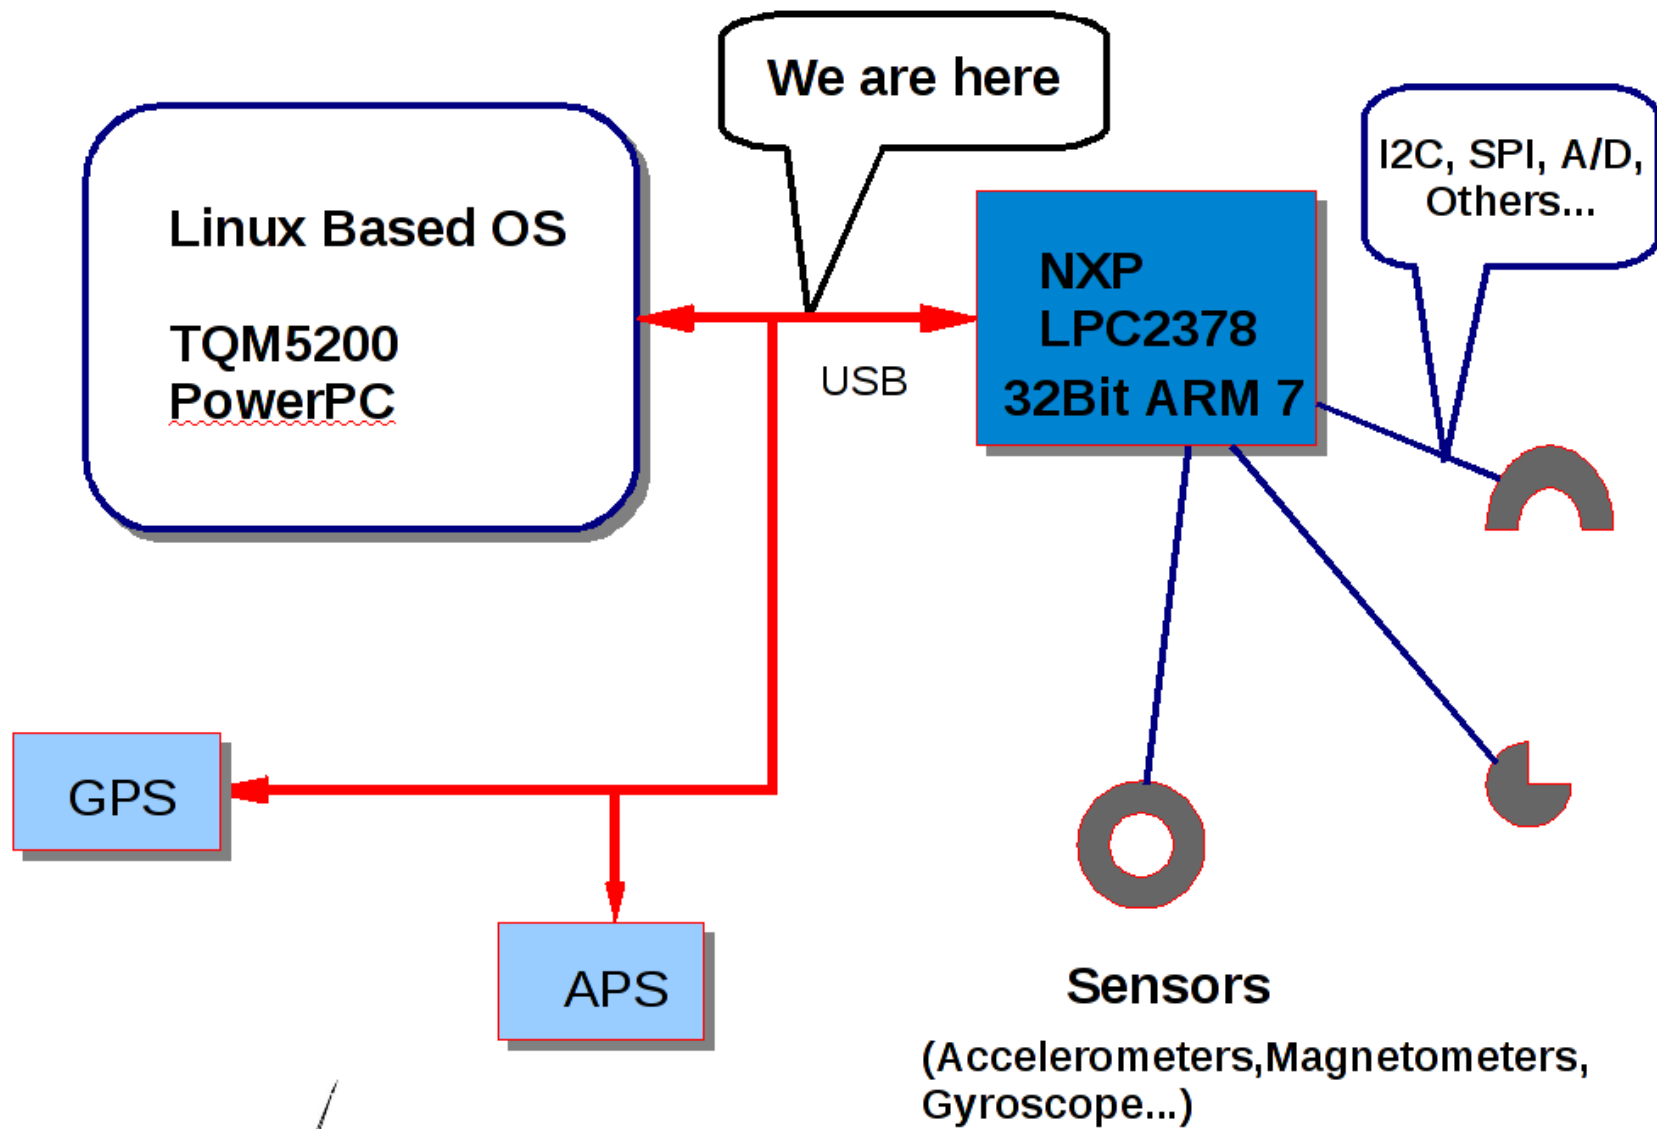 We are here
I2C, SPI, A/D,
Others...
Linux Based OS
TQM5200
PowerPC
NXP
LPC2378
32Bit ARM 7
USB
GPS
APS
Sensors
(Accelerometers,Magnetometers,
Gyroscope...)